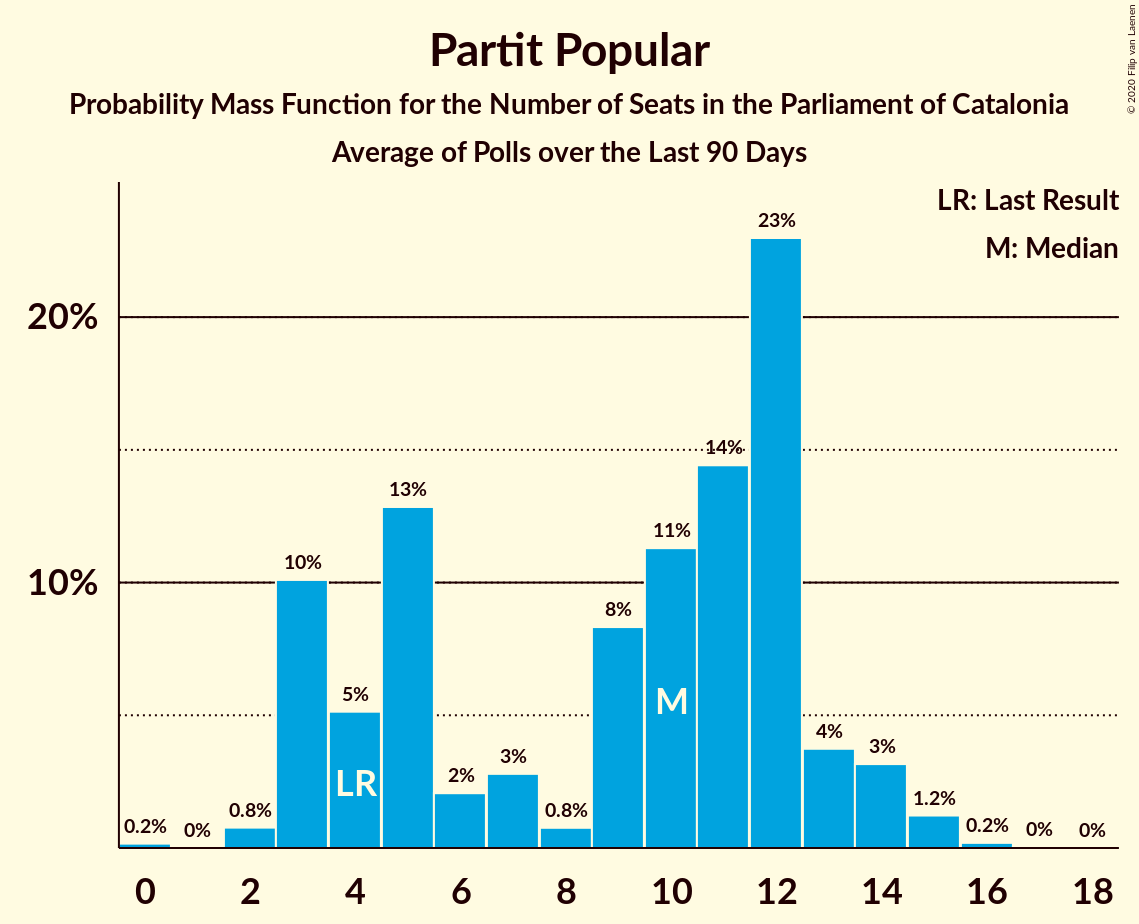 Partit Popular
Probability Mass Function for the Number of Seats in the Parliament of Catalonia
Average of Polls over the Last 90 Days
© 2020 Filip van Laenen
LR: Last Result
M: Median
20%
10%
0.2%
0%
0.8%
10%
5%
13%
2%
3%
0.8%
8%
11%
14%
23%
4%
3%
1.2%
0.2%
0%
0%
LR
M
0 2 4 6 8 10 12 14 16 18